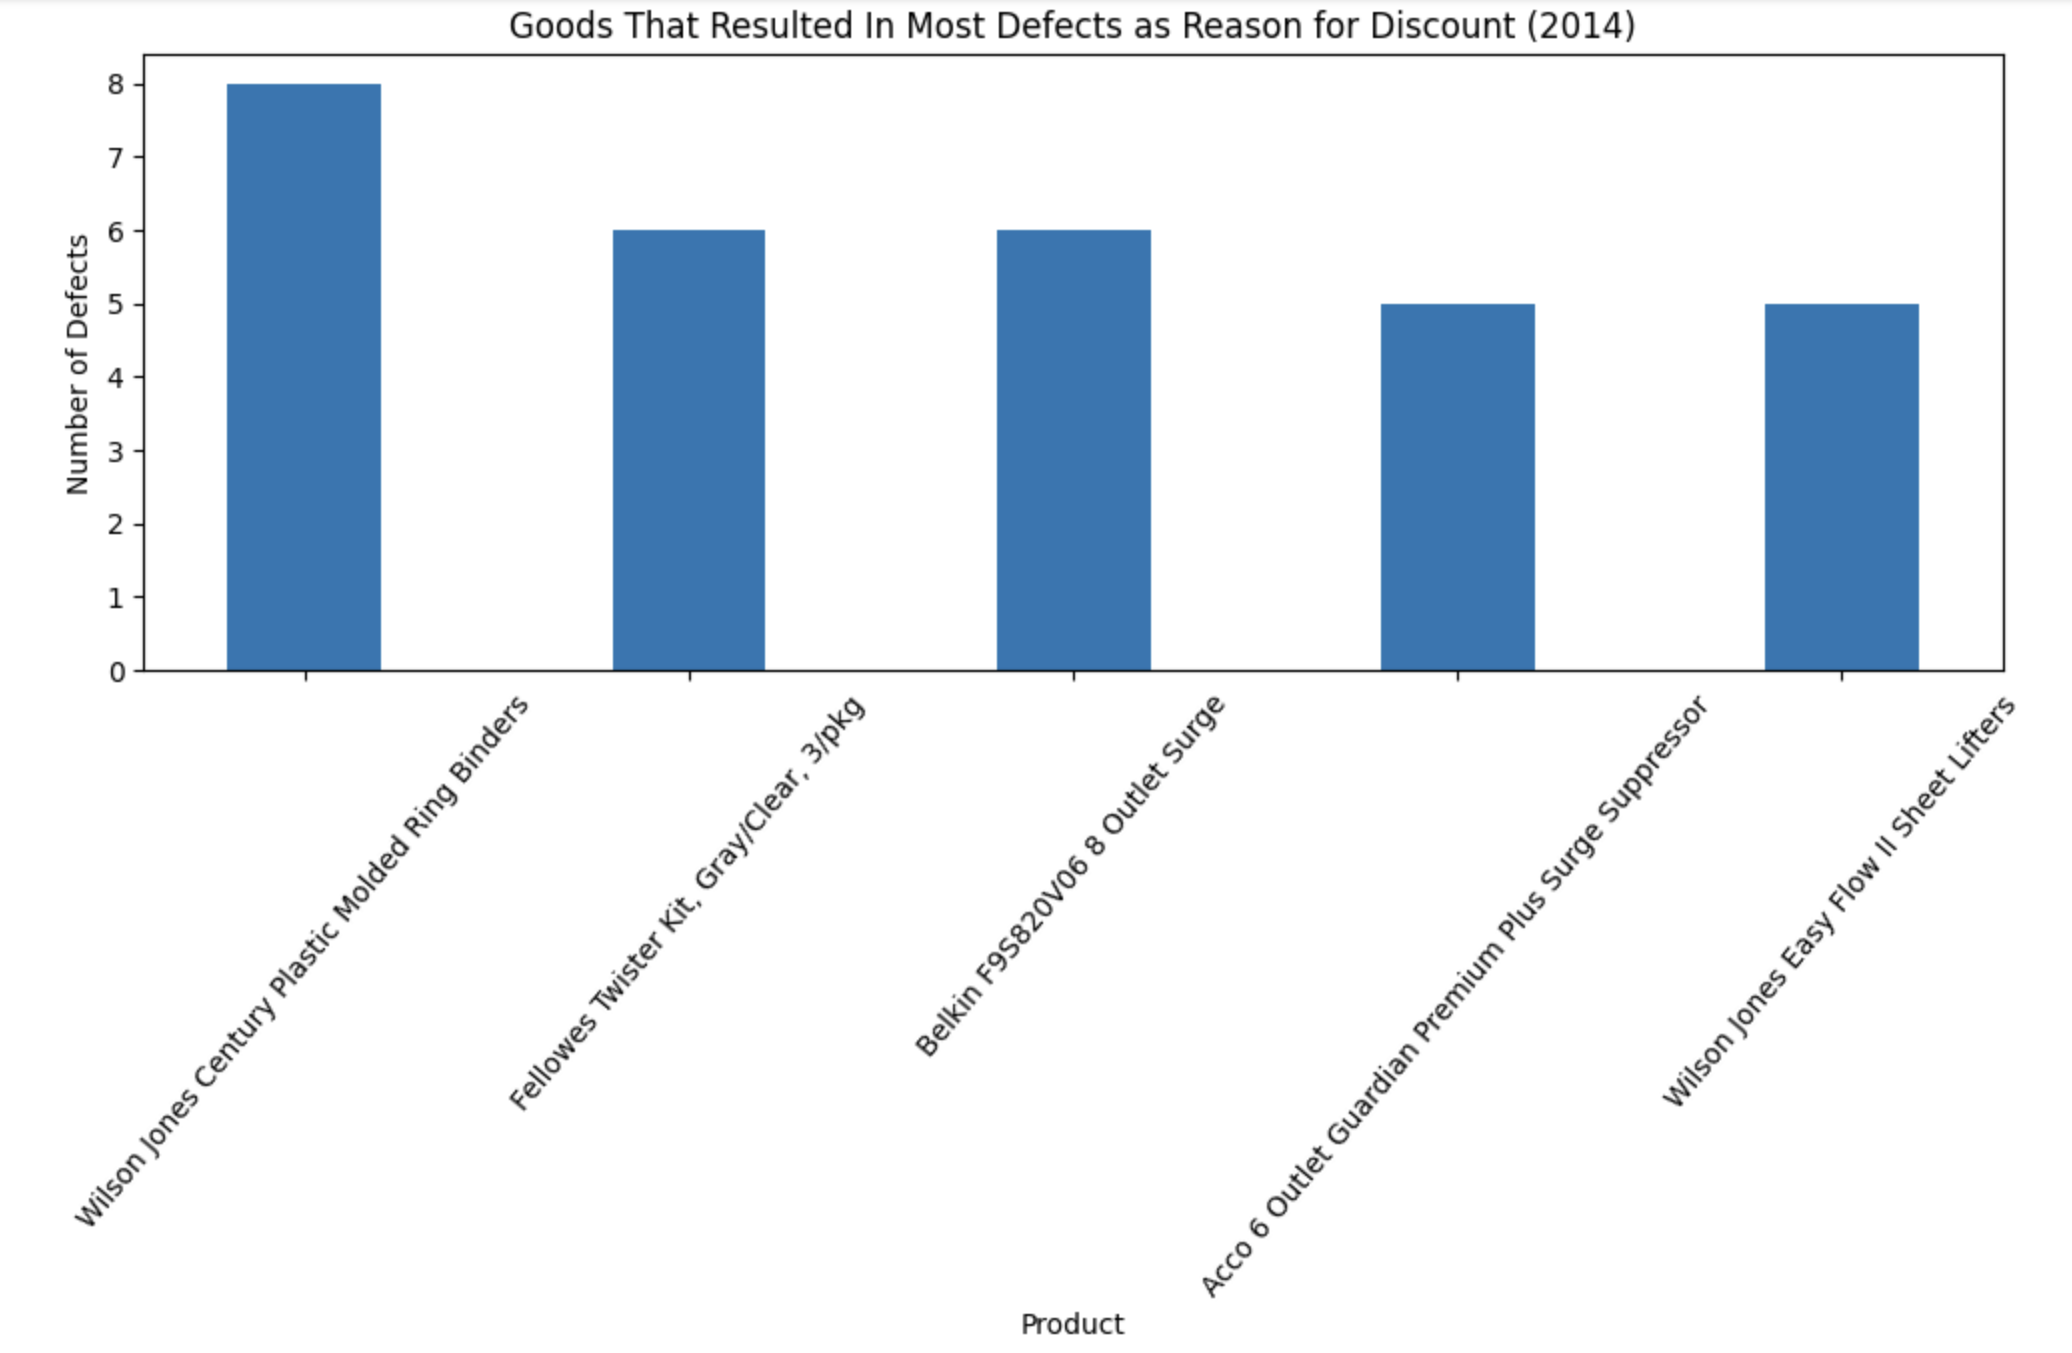 Goods That Resulted In Most Defects as Reason for Discount (2014)
8
7
6
5
4
3
2
1
0
Number of Defects
Wilson Jones Century Plastic Molded Ring Binders
Fellowes Twister Kit, Gray/Clear, 3/pkg
Belkin F9S820V06 8 Outlet Surge
Acco 6 Outlet Guardian Premium Plus Surge Suppressor
Wilson Jones Easy Flow II Sheet Lifters
Product